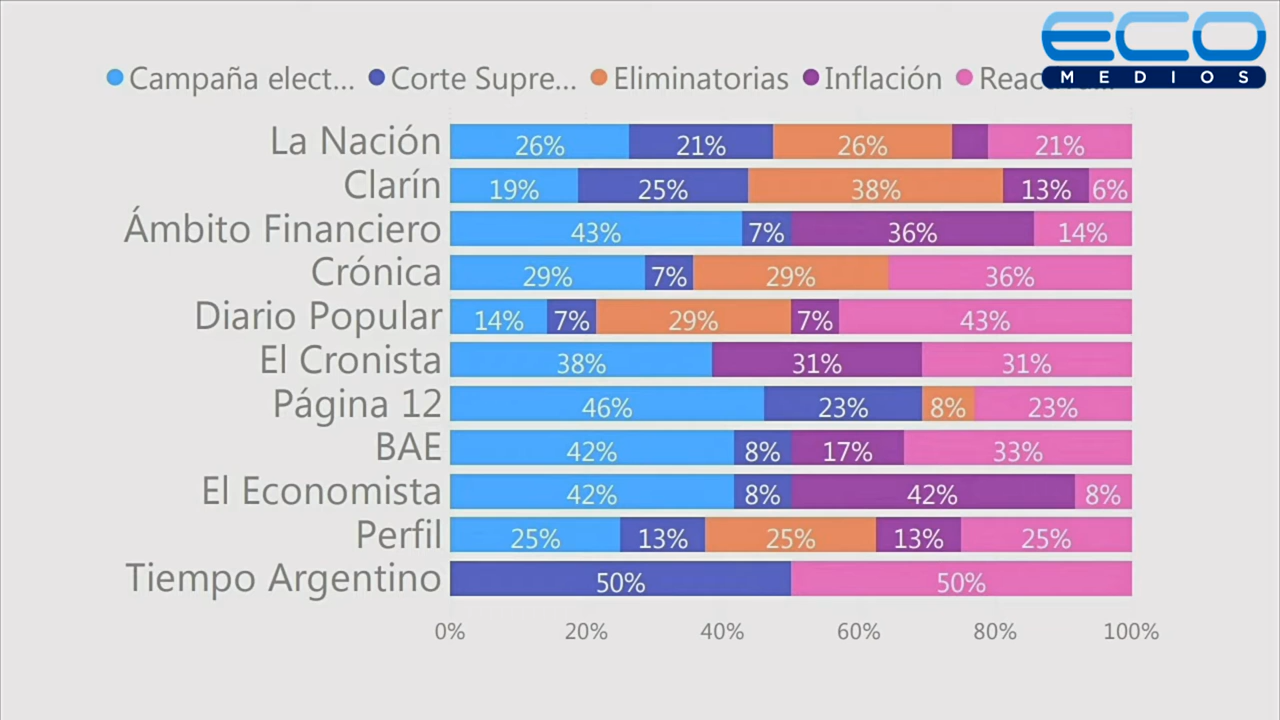 ECO
MEDIOS
Campaña elect... Corte Supre... Eliminatorias Inflación
La Nación 26% 21% 26% 21%
Clarín 19% 25% 38% 13% 6%
Ámbito Financiero 43% 7% 36% 14%
Crónica 29% 7% 29% 36%
Diario Popular 14% 7% 29% 7% 43%
El Cronista 38% 31% 31%
Página 12 46% 23% 8% 23%
BAE 42% 8% 17% 33%
El Economista 42% 8% 42% 8%
Perfil 25% 13% 25% 13% 25%
Tiempo Argentino 50% 50%
0% 20% 40% 60% 80% 100%